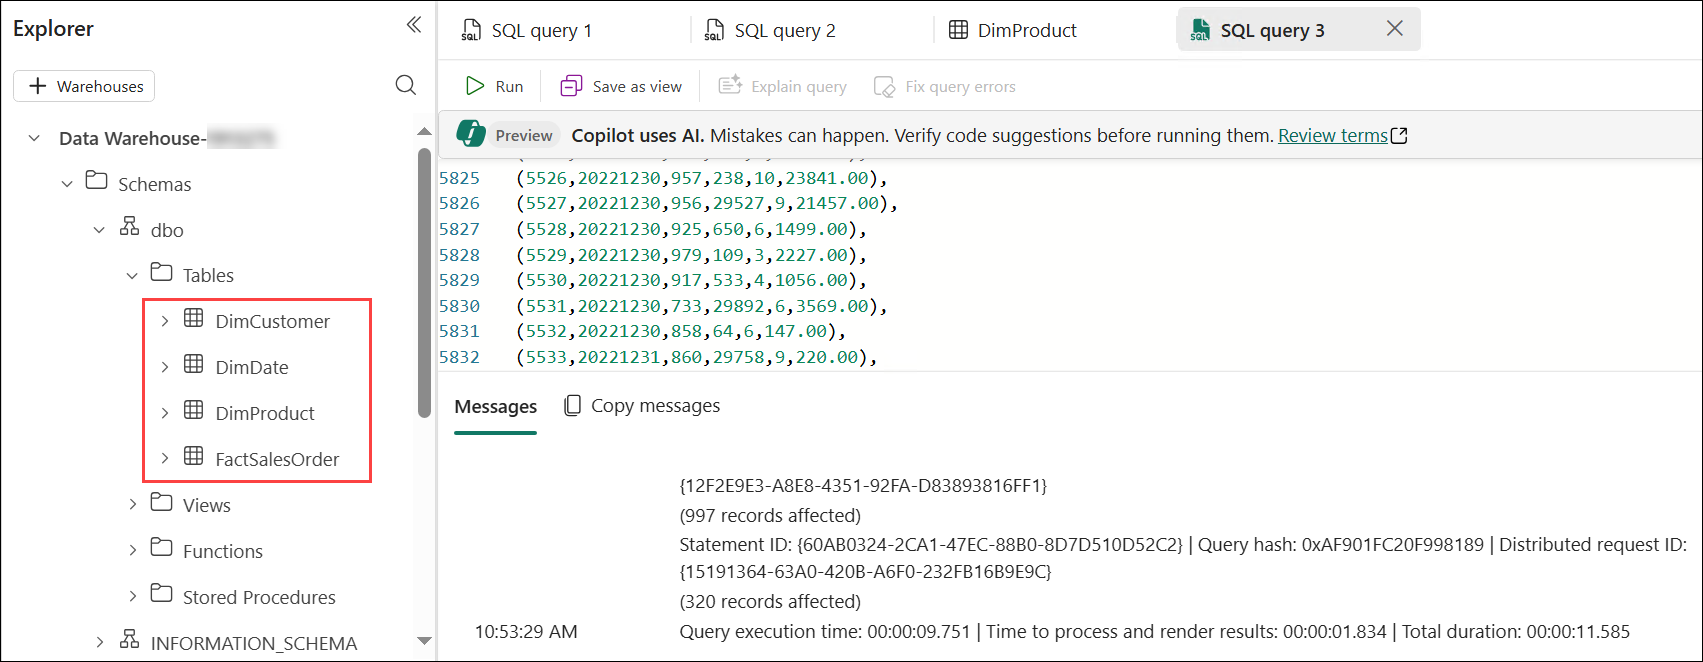 Explorer
Warehouses
Data Warehouse-
Schemas
dbo
Tables
DimCustomer
DimDate
DimProduct
FactSalesOrder
Views
Functions
Stored Procedures
INFORMATION_SCHEMA
SQL query 1
SQL query 2
DimProduct
SQL query 3
Run
Save as view
Explain query
Fix query errors
Preview Copilot uses AI. Mistakes can happen. Verify code suggestions before running them. Review terms
5825 (5526,20221230,957,238,10,23841.00),
5826 (5527,20221230,956,29527,9,21457.00),
5827 (5528,20221230,925,650,6,1499.00),
5828 (5529,20221230,979,109,3,2227.00),
5829 (5530,20221230,917,533,4,1056.00),
5830 (5531,20221230,733,29892,6,3569.00),
5831 (5532,20221230,858,64,6,147.00),
5832 (5533,20221231,860,29758,9,220.00),
Messages
Copy messages
{12F2E9E3-A8E8-4351-92FA-D83893816FF1}
(997 records affected)
Statement ID: {60AB0324-2CA1-47EC-88B0-8D7D510D52C2} | Query hash: 0xAF901FC20F998189 | Distributed request ID:
{15191364-63A0-420B-A6F0-232FB16B9E9C}
(320 records affected)
10:53:29 AM Query execution time: 00:00:09.751 | Time to process and render results: 00:00:01.834 | Total duration: 00:00:11.585